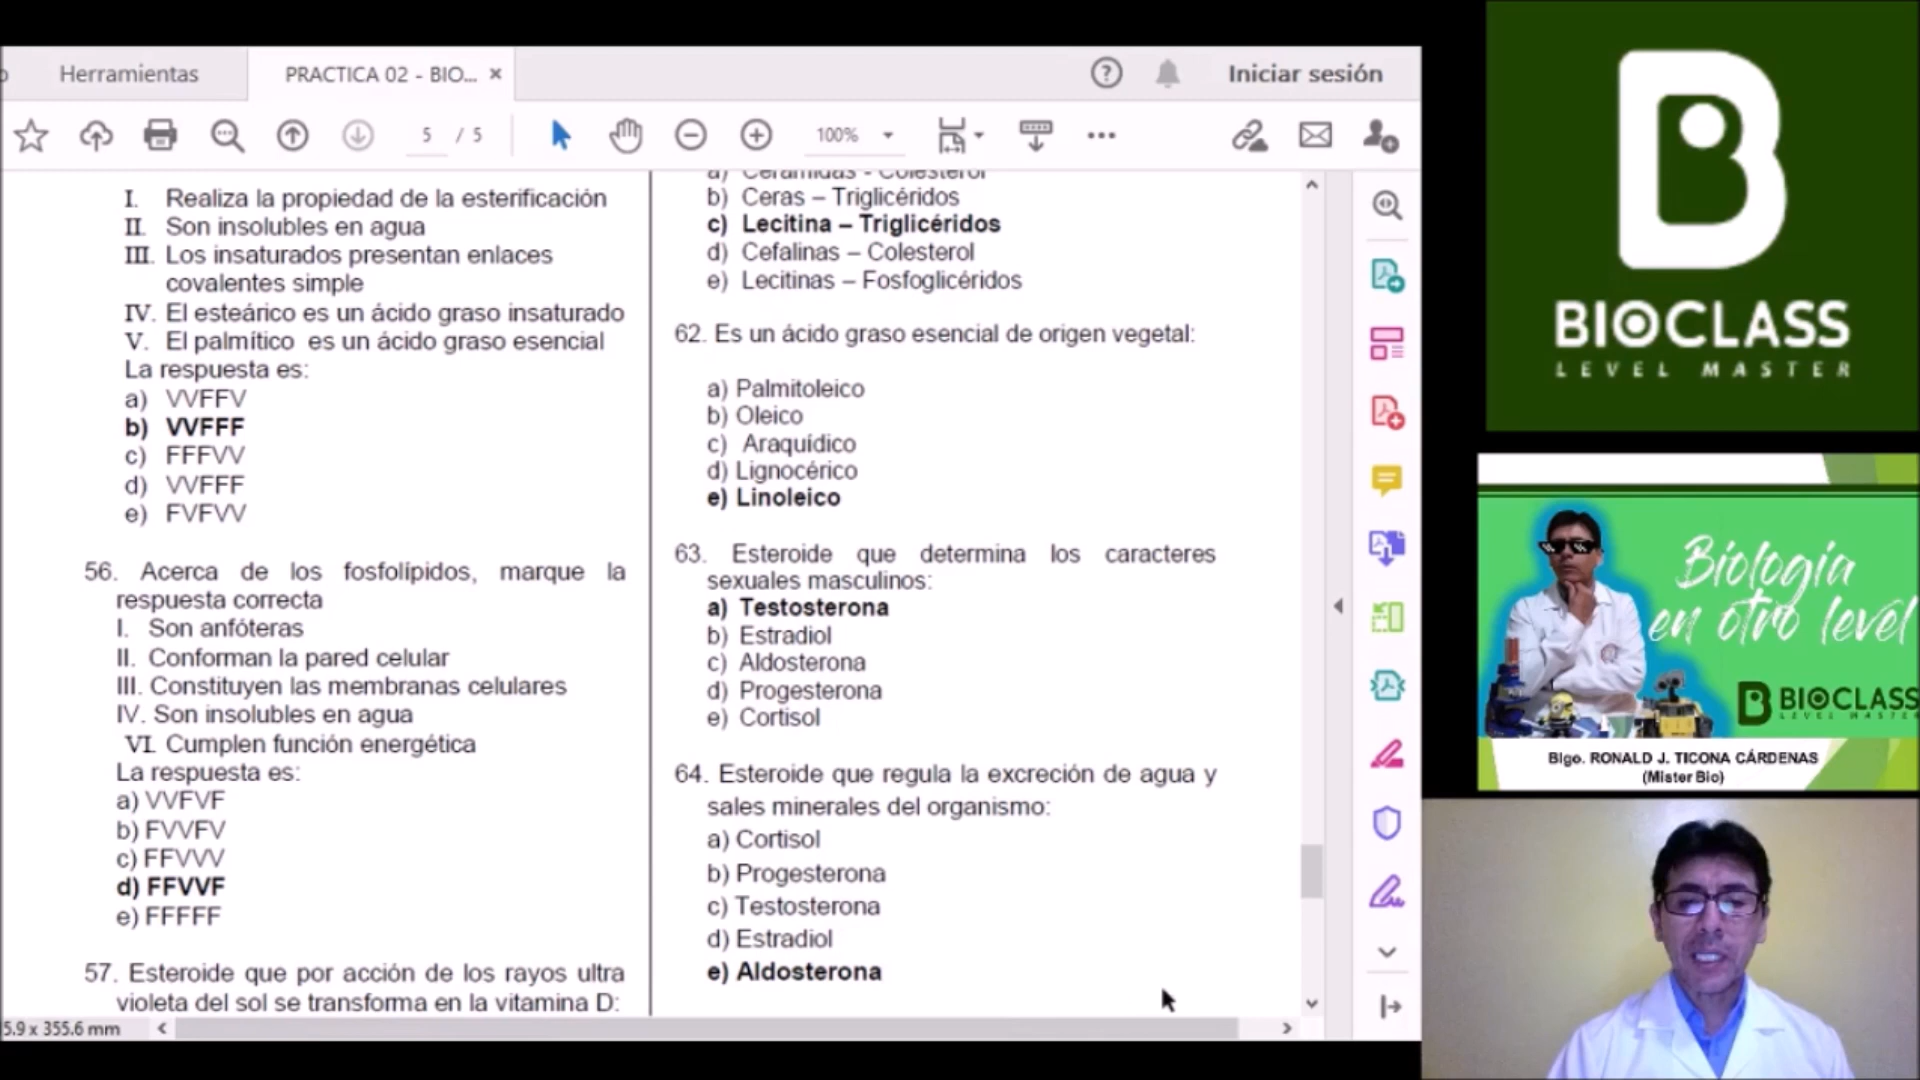 Herramientas
PRACTICA 02 - BIO... ×
Iniciar sesión
5 / 5
100%
I. Realiza la propiedad de la esterificación
II. Son insolubles en agua
III. Los insaturados presentan enlaces
covalentes simple
IV. El esteárico es un ácido graso insaturado
V. El palmítico es un ácido graso esencial
La respuesta es:
a) VVFFV
b) VVFFF
c) FFFVV
d) VVFFF
e) FVFVV
56. Acerca de los fosfolípidos, marque la
respuesta correcta
I. Son anfóteras
II. Conforman la pared celular
III. Constituyen las membranas celulares
IV. Son insolubles en agua
VI. Cumplen función energética
La respuesta es:
a) VVFVF
b) FVVFV
c) FFVVV
d) FFVVF
e) FFFFF
57. Esteroide que por acción de los rayos ultra
violeta del sol se transforma en la vitamina D:
a) Ceramidas - Colesterol
b) Ceras – Triglicéridos
c) Lecitina – Triglicéridos
d) Cefalinas – Colesterol
e) Lecitinas – Fosfoglicéridos
62. Es un ácido graso esencial de origen vegetal:
a) Palmitoleico
b) Oleico
c) Araquídico
d) Lignocérico
e) Linoleico
63. Esteroide que determina los caracteres
sexuales masculinos:
a) Testosterona
b) Estradiol
c) Aldosterona
d) Progesterona
e) Cortisol
64. Esteroide que regula la excreción de agua y
sales minerales del organismo:
a) Cortisol
b) Progesterona
c) Testosterona
d) Estradiol
e) Aldosterona
5.9 x 355.6 mm
BIOCLASS
LEVEL MASTER
Biología
en otro level
BIOCLASS
LEVEL MASTER
Blgo. RONALD J. TICONA CÁRDENAS
(Mister Bio)